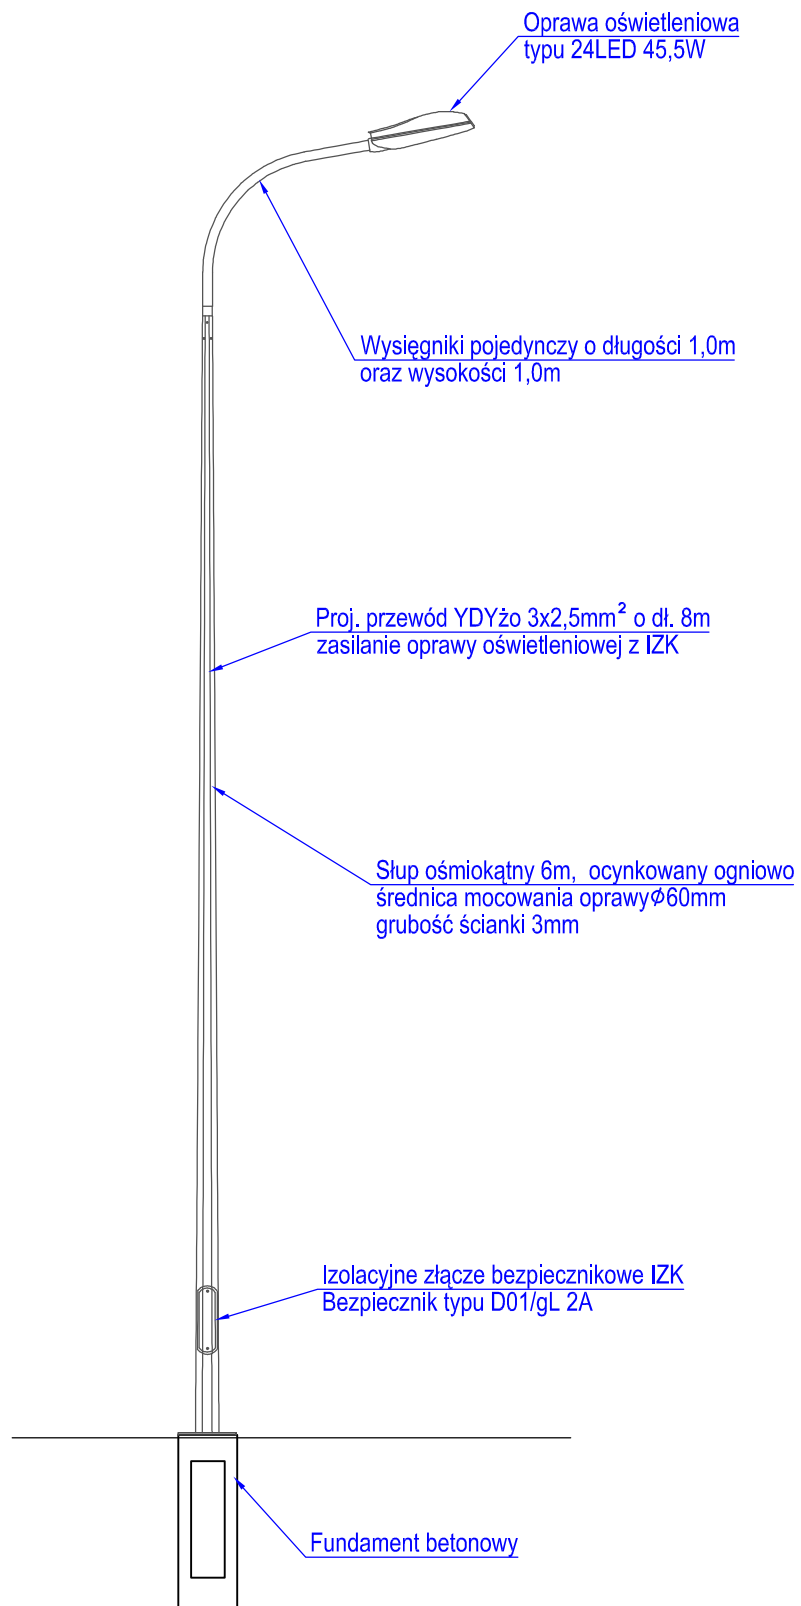 Oprawa oświetleniowa
typu 24LED 45,5W
Wysięgniki pojedynczy o długości 1,0m
oraz wysokości 1,0m
Proj. przewód YDYżo 3x2,5mm² o dł. 8m
zasilanie oprawy oświetleniowej z IZK
Słup ośmiokątny 6m, ocynkowany ogniowo
średnica mocowania oprawyØ60mm
grubość ścianki 3mm
Izolacyjne złącze bezpiecznikowe IZK
Bezpiecznik typu D01/gL 2A
Fundament betonowy